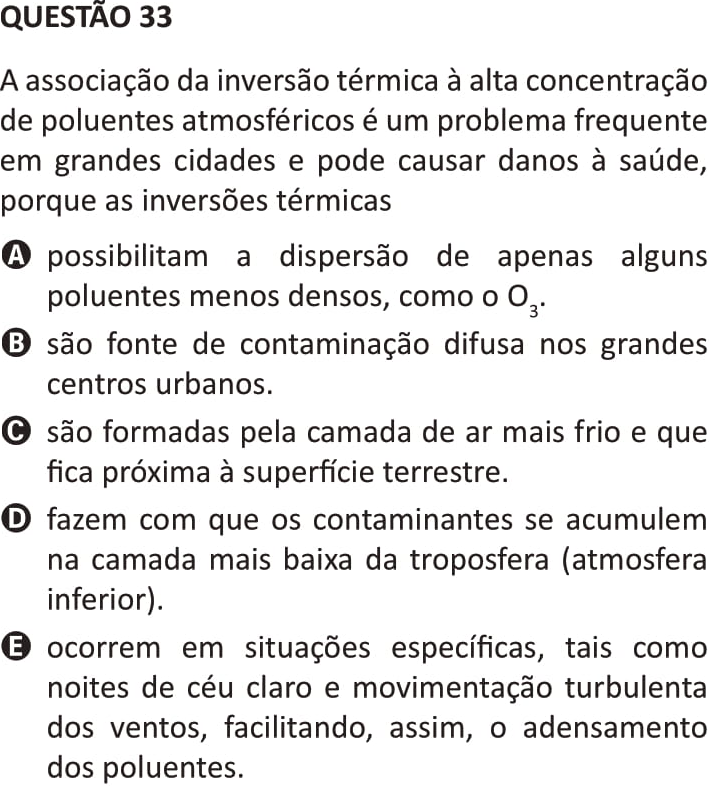 QUESTÃO 33
A associação da inversão térmica à alta concentração
de poluentes atmosféricos é um problema frequente
em grandes cidades e pode causar danos à saúde,
porque as inversões térmicas
A possibilitam a dispersão de apenas alguns
poluentes menos densos, como o O₃.
B são fonte de contaminação difusa nos grandes
centros urbanos.
C são formadas pela camada de ar mais frio e que
fica próxima à superfície terrestre.
D fazem com que os contaminantes se acumulem
na camada mais baixa da troposfera (atmosfera
inferior).
E ocorrem em situações específicas, tais como
noites de céu claro e movimentação turbulenta
dos ventos, facilitando, assim, o adensamento
dos poluentes.